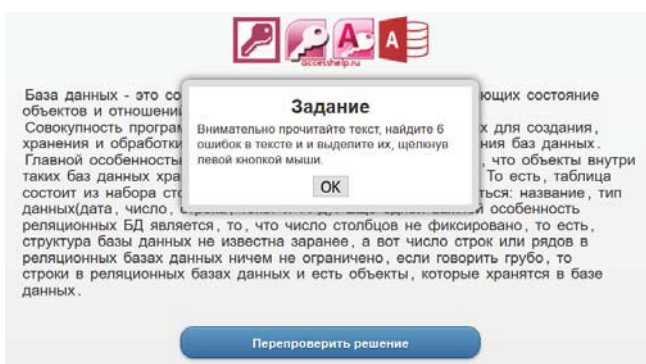 A
accesshelp.ru
База данных - это со ющих состояние
объектов и отношени
Совокупность програм х для создания,
хранения и обработки ния баз данных.
Главной особенность , что объекты внутри
таких баз данных хра То есть, таблица
состоит из набора сто ться: название, тип
данных(дата, число, особенность
реляционных БД является, то, что число столбцов не фиксировано, то есть,
структура базы данных не известна заранее, а вот число строк или рядов в
реляционных базах данных ничем не ограничено, если говорить грубо, то
строки в реляционных базах данных и есть объекты, которые хранятся в базе
данных.
Задание
Внимательно прочитайте текст, найдите 6
ошибок в тексте и и выделите их, щёлкнув
левой кнопкой мыши.
OK
Перепроверить решение